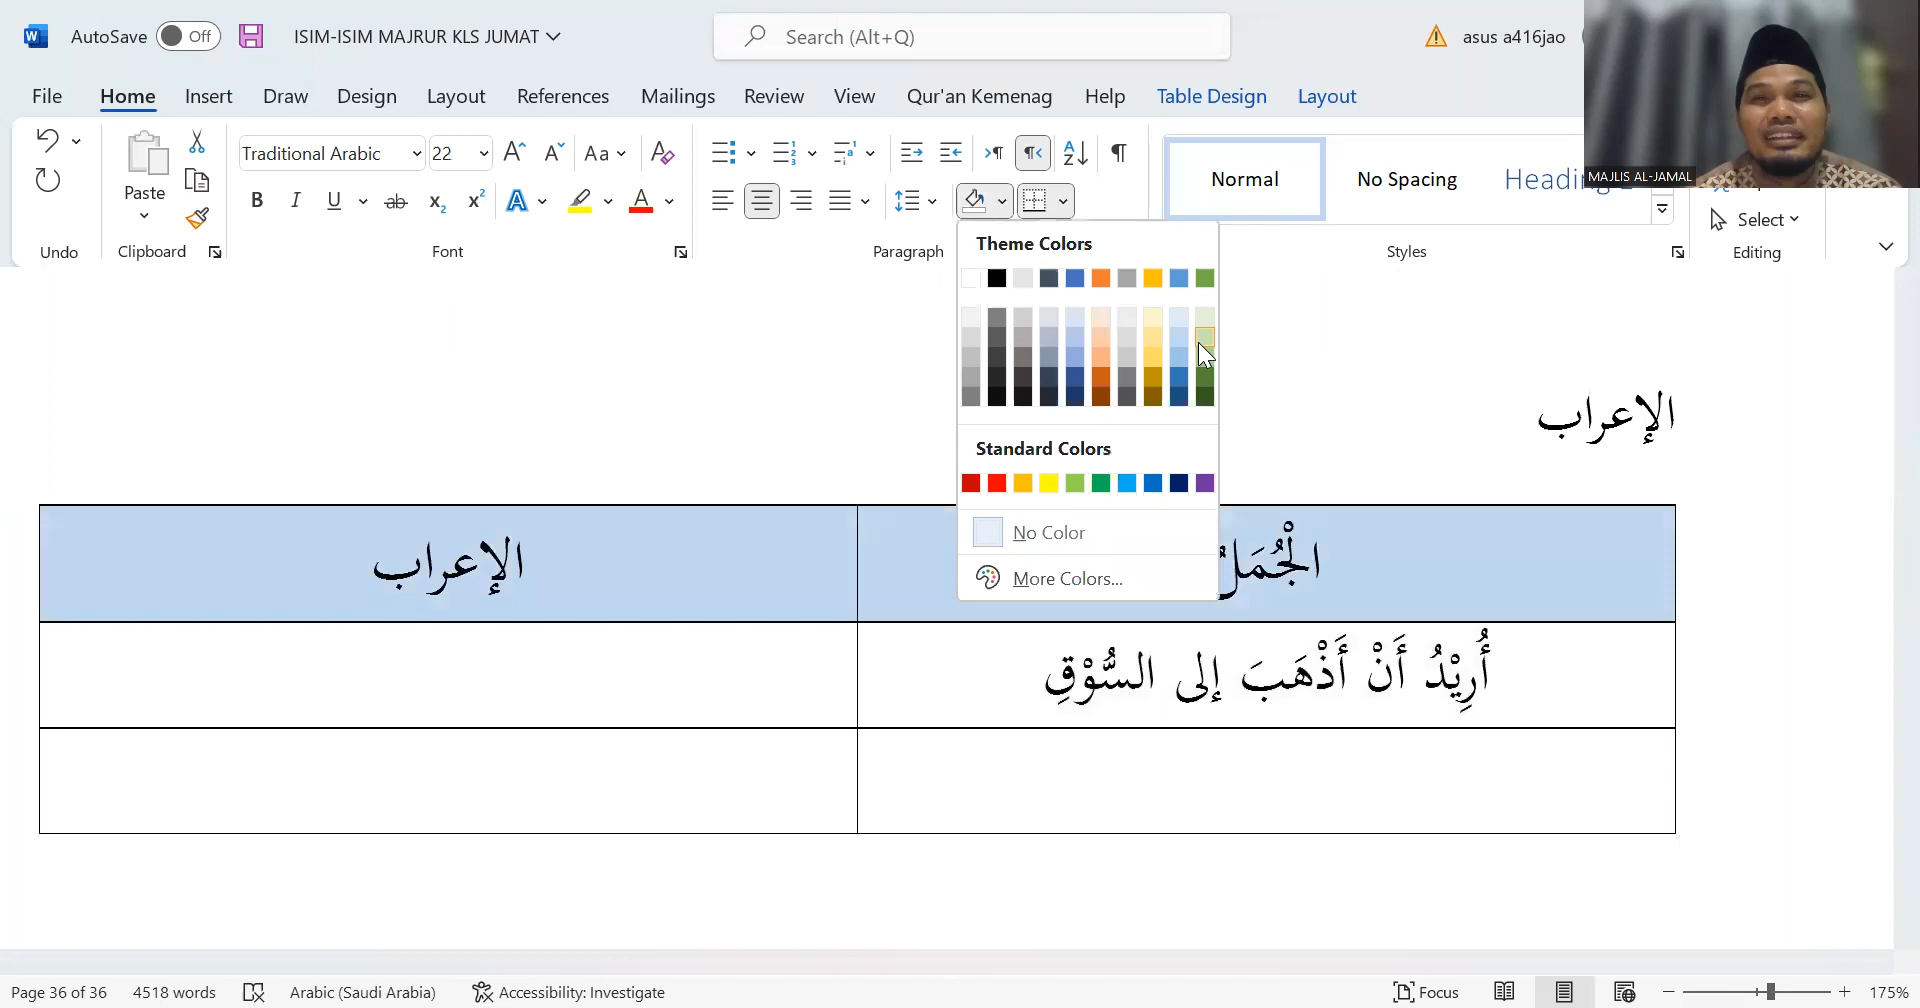 AutoSave Off ISIM-ISIM MAJRUR KLS JUMAT Search (Alt+Q) asus a416jao
File Home Insert Draw Design Layout References Mailings Review View Qur'an Kemenag Help Table Design Layout
Traditional Arabic 22 Aa
Paste
Normal No Spacing Heading
MAJLIS AL-JAMAL
Select
Undo Clipboard Font Paragraph Styles Editing
Theme Colors
Standard Colors
No Color
More Colors...
الإعراب
الْجُمَلُ الإعراب
أُرِيْدُ أَنْ أَذْهَبَ إلى السُّوْقِ
Page 36 of 36 4518 words Arabic (Saudi Arabia) Accessibility: Investigate Focus 175%